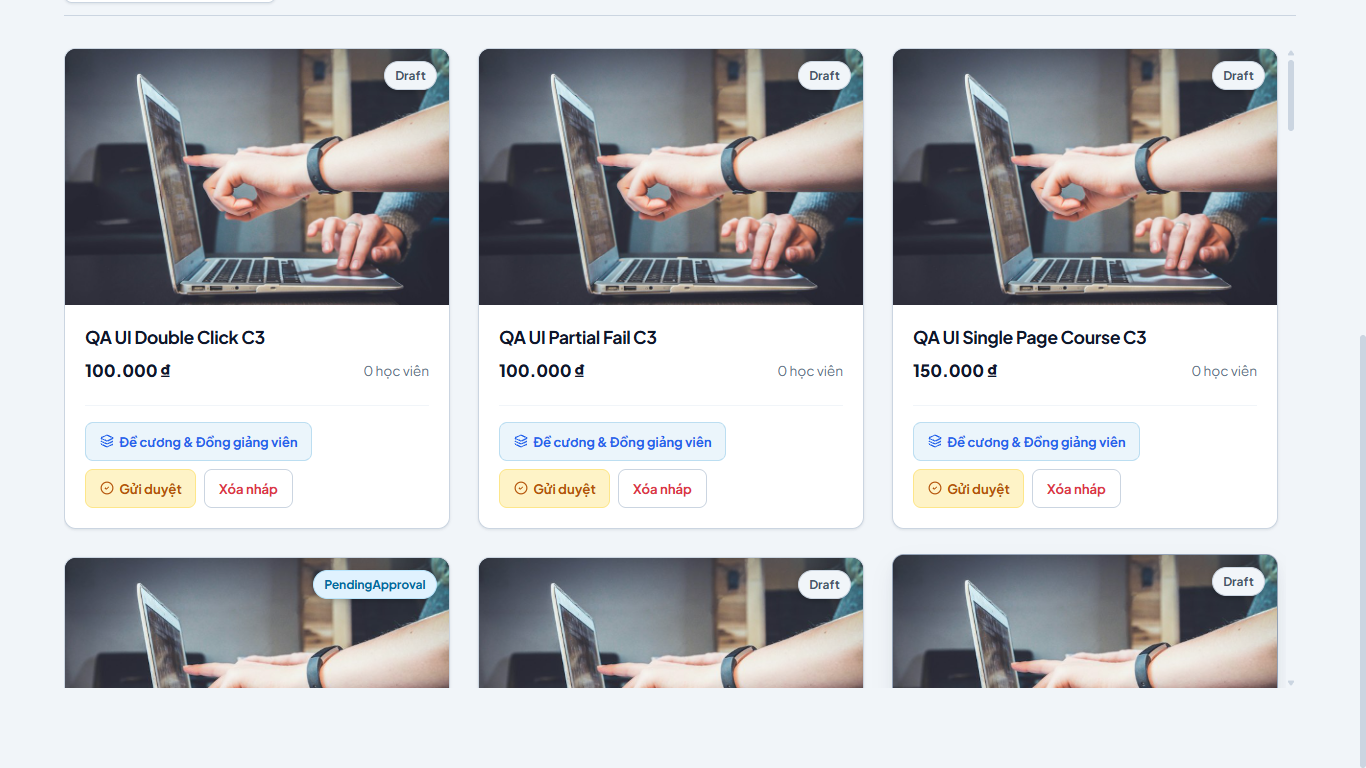 Draft
Draft
Draft
QA UI Double Click C3
100.000 ₫
0 học viên
Đề cương & Đồng giảng viên
Gửi duyệt
Xóa nháp
QA UI Partial Fail C3
100.000 ₫
0 học viên
Đề cương & Đồng giảng viên
Gửi duyệt
Xóa nháp
QA UI Single Page Course C3
150.000 ₫
0 học viên
Đề cương & Đồng giảng viên
Gửi duyệt
Xóa nháp
PendingApproval
Draft
Draft